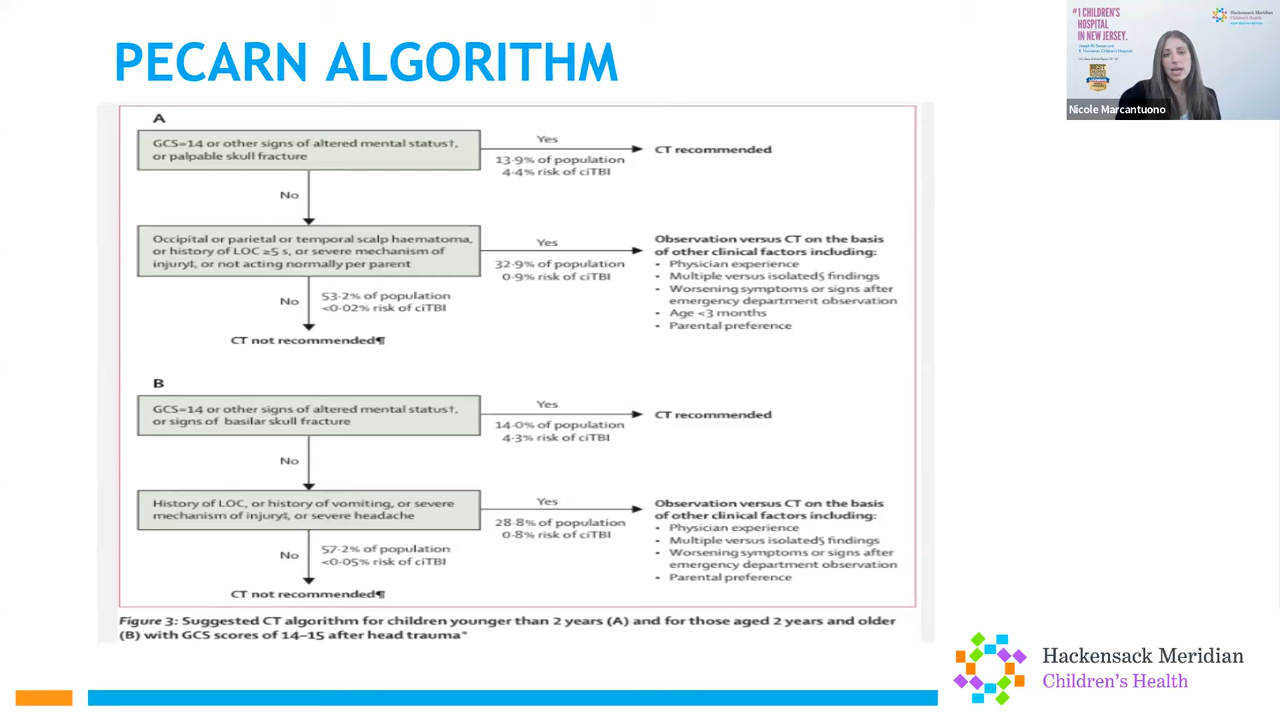 PECARN ALGORITHM
#1 CHILDREN'S
HOSPITAL
IN NEW JERSEY.
Hackensack Meridian
Children's Health
Nicole Marcantuono
A
GCS=14 or other signs of altered mental status†,
or palpable skull fracture
Yes
13·9% of population
4·4% risk of ciTBI
CT recommended
No
Occipital or parietal or temporal scalp haematoma,
or history of LOC ≥5 s, or severe mechanism of
injury‡, or not acting normally per parent
Yes
32·9% of population
0·9% risk of ciTBI
Observation versus CT on the basis
of other clinical factors including:
• Physician experience
• Multiple versus isolated§ findings
• Worsening symptoms or signs after
emergency department observation
• Age <3 months
• Parental preference
No
53·2% of population
<0·02% risk of ciTBI
CT not recommended¶
B
GCS=14 or other signs of altered mental status†,
or signs of basilar skull fracture
Yes
14·0% of population
4·3% risk of ciTBI
CT recommended
No
History of LOC, or history of vomiting, or severe
mechanism of injury‡, or severe headache
Yes
28·8% of population
0·8% risk of ciTBI
Observation versus CT on the basis
of other clinical factors including:
• Physician experience
• Multiple versus isolated§ findings
• Worsening symptoms or signs after
emergency department observation
• Parental preference
No
57·2% of population
<0·05% risk of ciTBI
CT not recommended¶
Figure 3: Suggested CT algorithm for children younger than 2 years (A) and for those aged 2 years and older
(B) with GCS scores of 14–15 after head trauma*
Hackensack Meridian
Children's Health